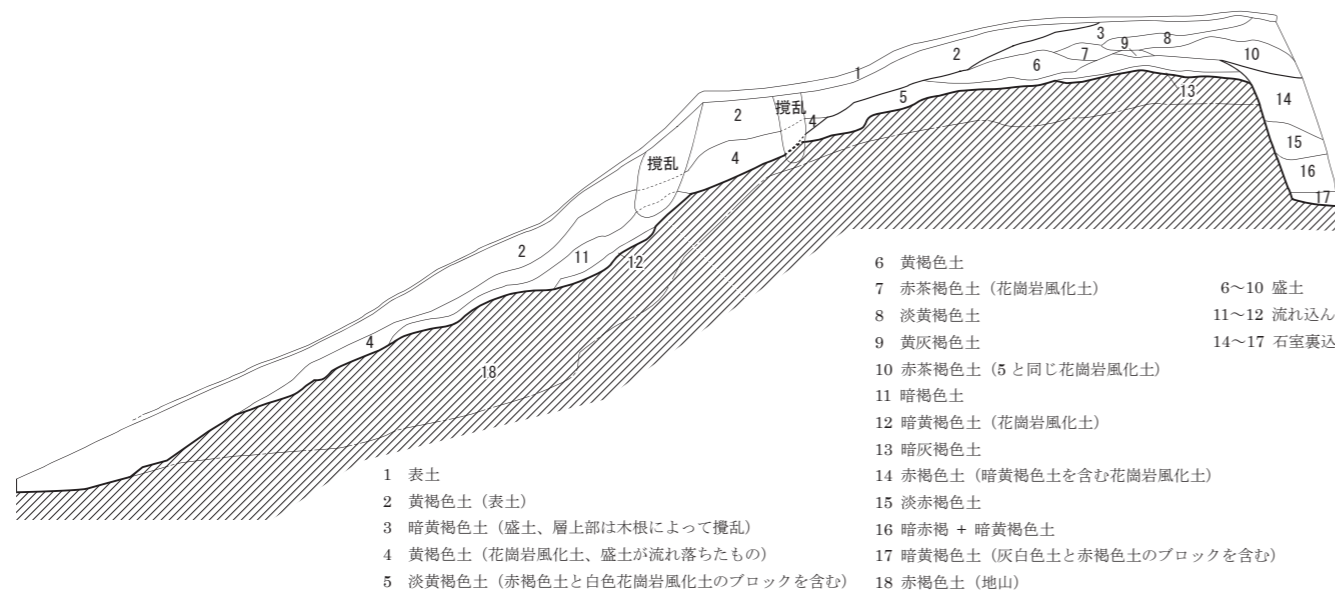 1
3
8
9
2
10
7
6
1
5
13
14
撹乱
2
4
15
4
撹乱
16
17
2
11
12
4
18
6 黄褐色土
7 赤茶褐色土（花崗岩風化土）
8 淡黄褐色土
9 黄灰褐色土
10 赤茶褐色土（5 と同じ花崗岩風化土）
11 暗褐色土
12 暗黄褐色土（花崗岩風化土）
13 暗灰褐色土
14 赤褐色土（暗黄褐色土を含む花崗岩風化土）
15 淡赤褐色土
16 暗赤褐 + 暗黄褐色土
17 暗黄褐色土（灰白色土と赤褐色土のブロックを含む）
18 赤褐色土（地山）
6～10 盛土
11～12 流れ込ん
14～17 石室裏込
1 表土
2 黄褐色土（表土）
3 暗黄褐色土（盛土、層上部は木根によって攪乱）
4 黄褐色土（花崗岩風化土、盛土が流れ落ちたもの）
5 淡黄褐色土（赤褐色土と白色花崗岩風化土のブロックを含む）